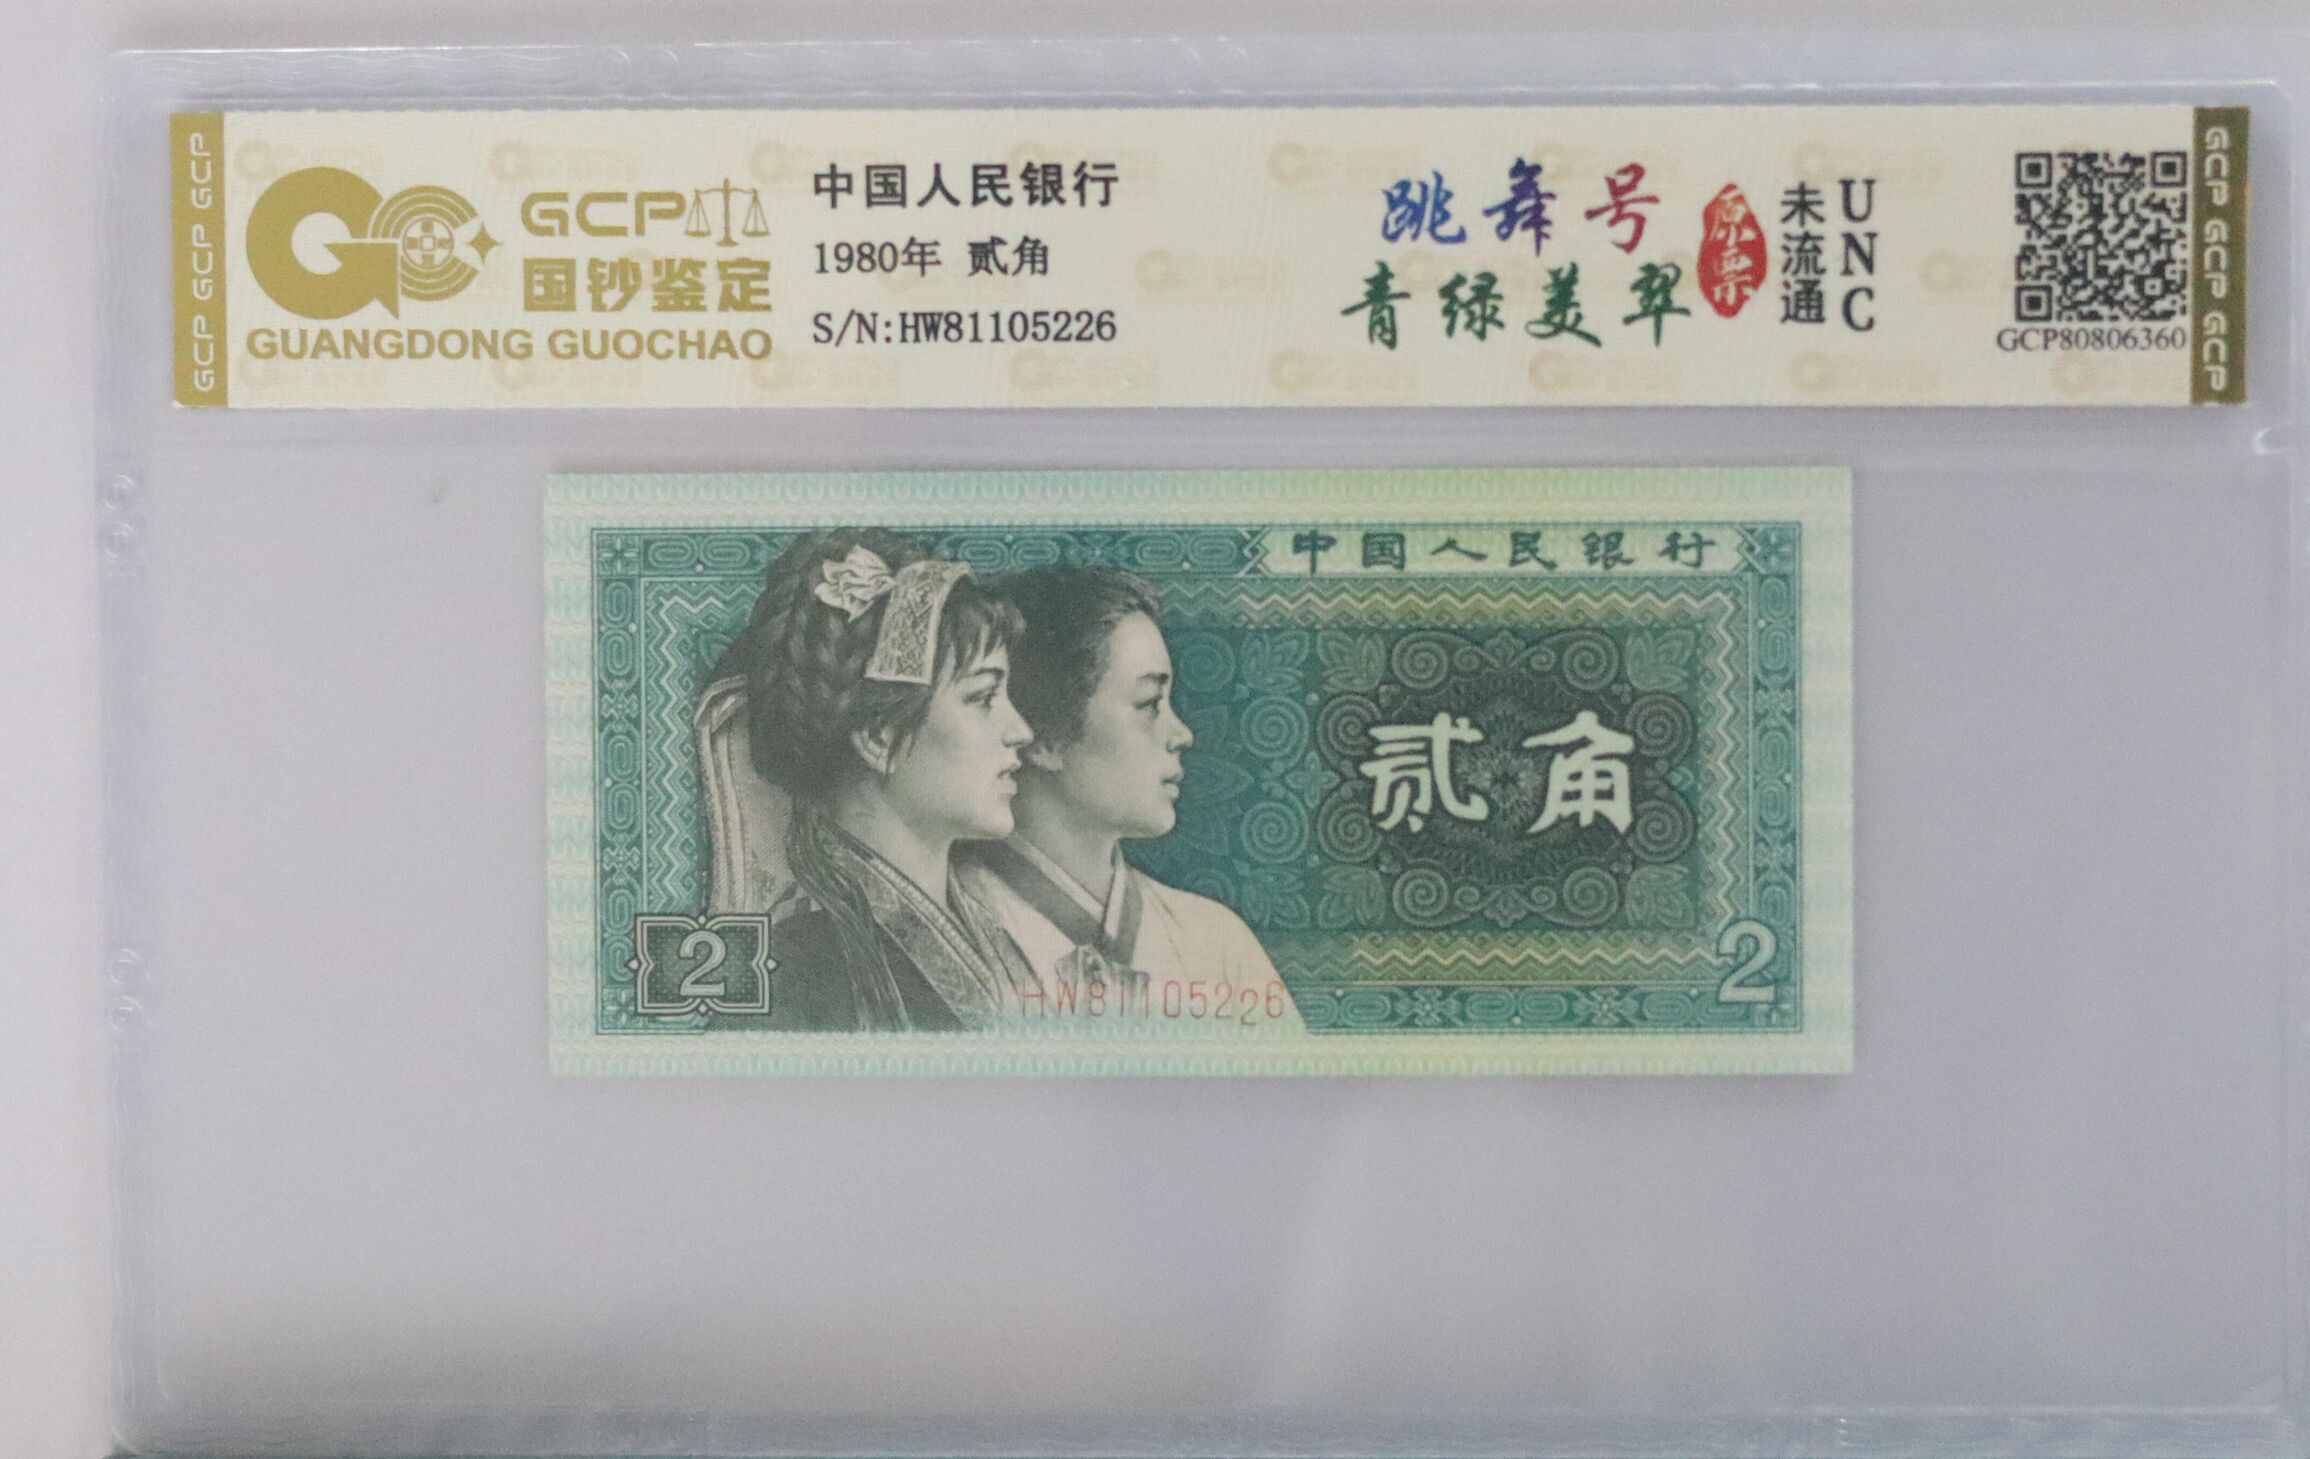 GCP GCP GCP
GCP
国钞鉴定
GUANGDONG GUOCHAO
中国人民银行
1980年 贰角
S/N:HW81105226
跳舞号
青绿美翠
原票
未流通
UNC
GCP80806360
GCP GCP GCP
中国人民银行
贰角
2
HW81105226
2